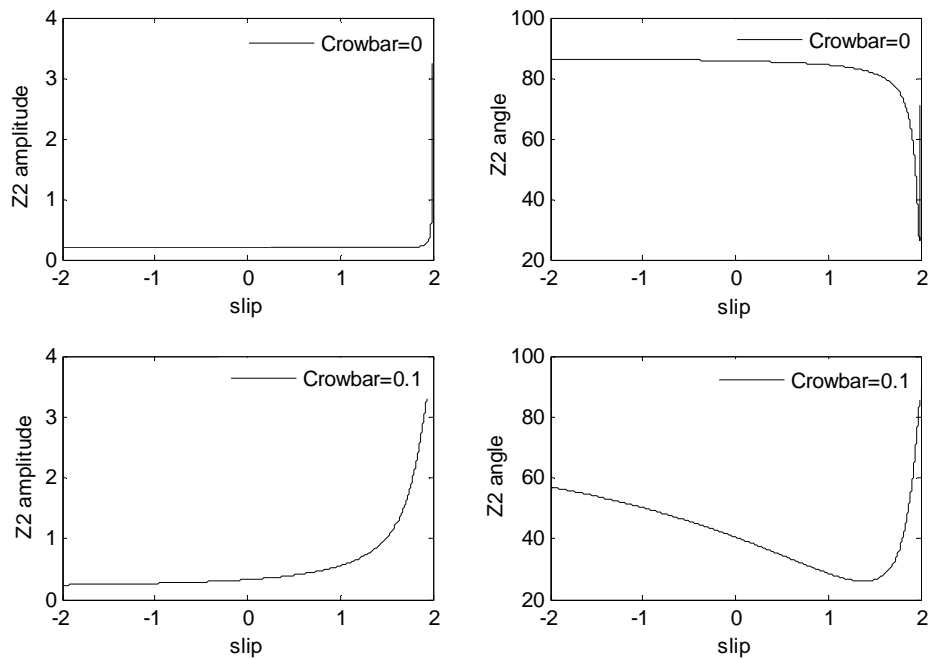 4
3
2
1
0
Z2 amplitude
Crowbar=0
-2 -1 0 1 2
slip
100
80
60
40
20
Z2 angle
Crowbar=0
-2 -1 0 1 2
slip
4
3
2
1
0
Z2 amplitude
Crowbar=0.1
-2 -1 0 1 2
slip
100
80
60
40
20
Z2 angle
Crowbar=0.1
-2 -1 0 1 2
slip